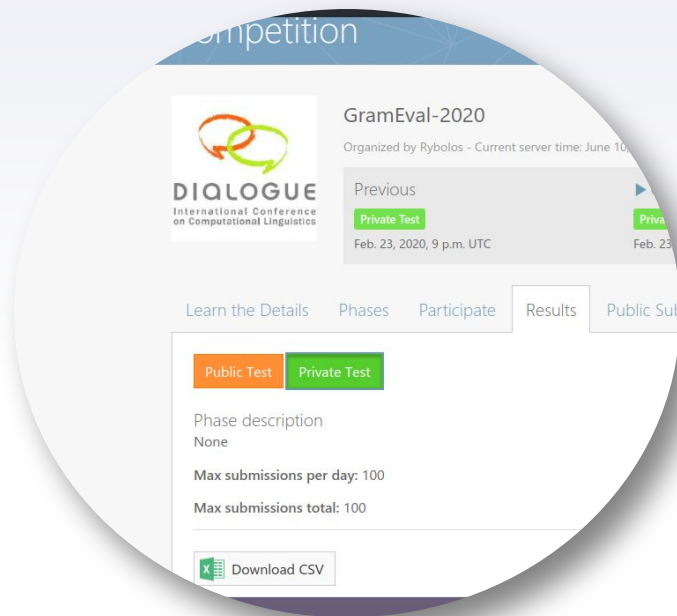 GramEval-2020
Organized by Rybolos - Current server time: June 10,
DIALOGUE
International Conference
on Computational Linguistics
Previous
Private Test
Feb. 23, 2020, 9 p.m. UTC
Feb. 23
Learn the Details Phases Participate Results Public
Public Test Private Test
Phase description
None
Max submissions per day: 100
Max submissions total: 100
Download CSV